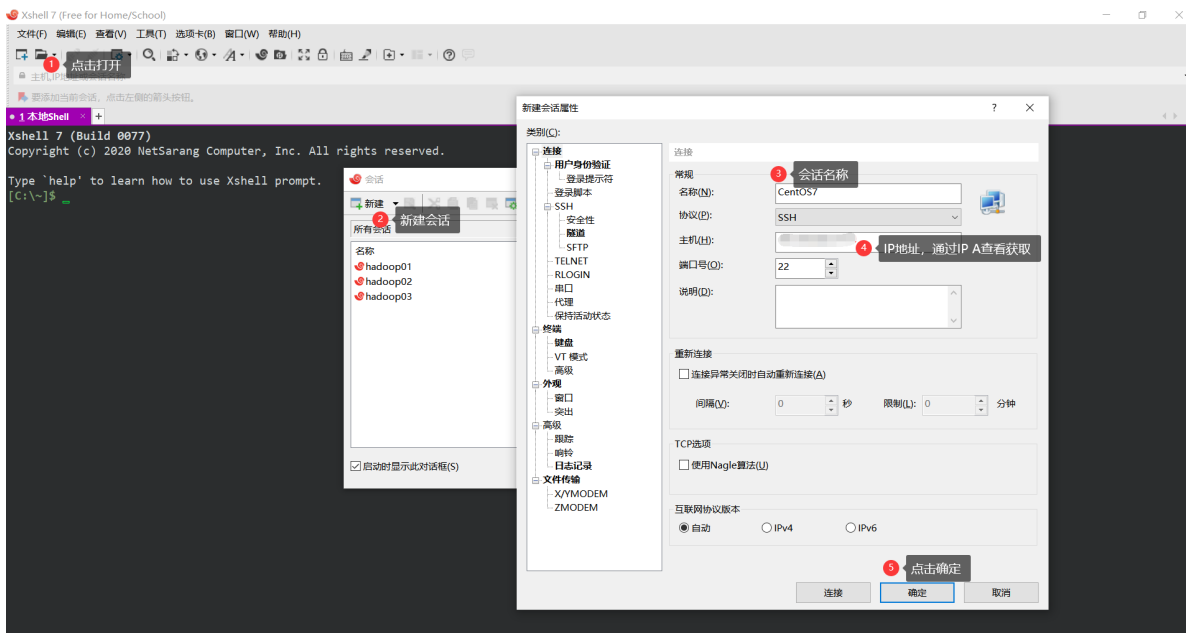 Xshell 7 (Free for Home/School)
文件(F) 编辑(E) 查看(V) 工具(T) 选项卡(B) 窗口(W) 帮助(H)
1 点击打开
主机,IP地址或会话名称
要添加当前会话，点击左侧的箭头按钮。
1 本地Shell × +
Xshell 7 (Build 0077)
Copyright (c) 2020 NetSarang Computer, Inc. All rights reserved.
Type `help' to learn how to use Xshell prompt.
[C:\~]$
会话
新建
2 新建会话
所有会话
名称
hadoop01
hadoop02
hadoop03
启动时显示此对话框(S)
新建会话属性 ? ×
类别(C):
连接
用户身份验证
登录提示符
登录脚本
SSH
安全性
隧道
SFTP
TELNET
RLOGIN
串口
代理
保持活动状态
终端
键盘
VT 模式
高级
外观
窗口
突出
高级
跟踪
响铃
日志记录
文件传输
X/YMODEM
ZMODEM
连接
常规
3 会话名称
名称(N): CentOS7
协议(P): SSH
主机(H):
4 IP地址，通过IP A查看获取
端口号(O): 22
说明(D):
重新连接
连接异常关闭时自动重新连接(A)
间隔(V): 0 秒 限制(L): 0 分钟
TCP选项
使用Nagle算法(U)
互联网协议版本
自动 IPv4 IPv6
5 点击确定
连接 确定 取消